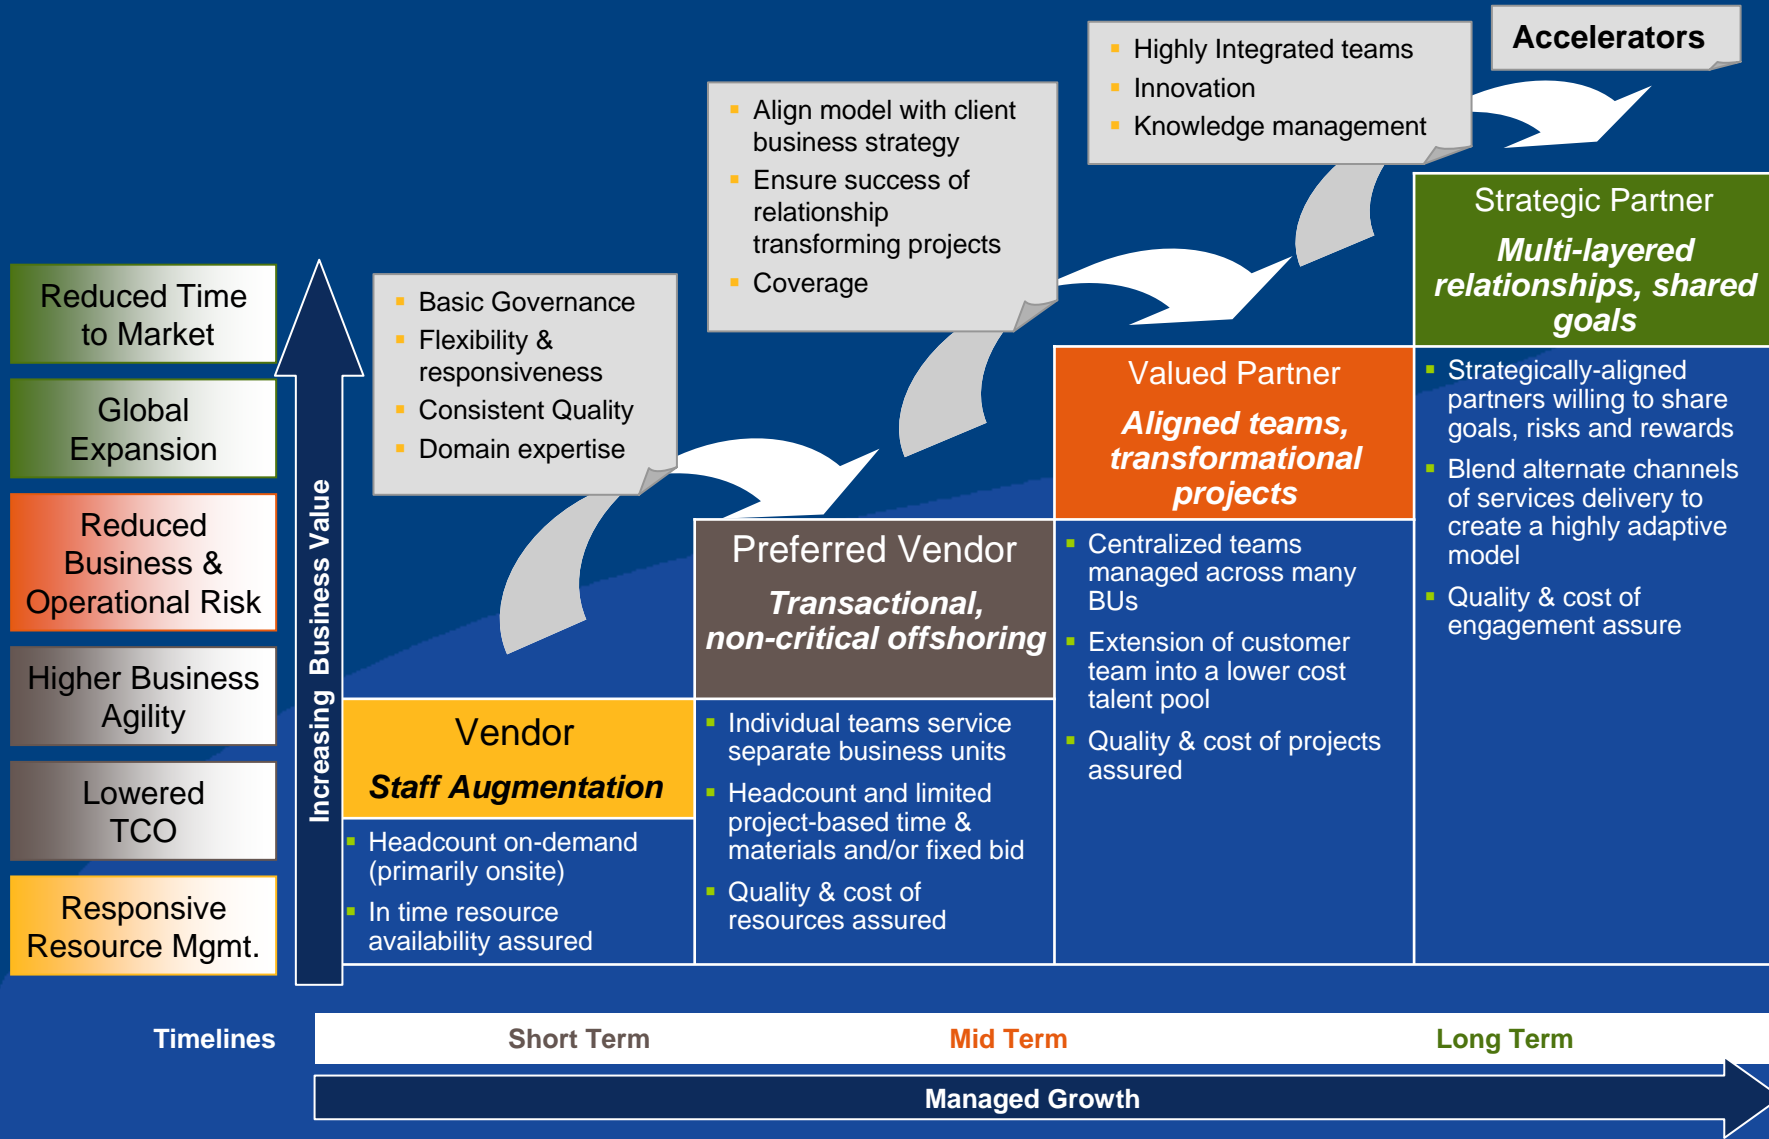 Accelerators
Highly Integrated teams
Innovation
Knowledge management
Align model with client
business strategy
Ensure success of
relationship
transforming projects
Coverage
Basic Governance
Flexibility &
responsiveness
Consistent Quality
Domain expertise
Reduced Time
to Market
Global
Expansion
Reduced
Business &
Operational Risk
Higher Business
Agility
Lowered
TCO
Responsive
Resource Mgmt.
Increasing Business Value
Vendor
Staff Augmentation
Headcount on-demand
(primarily onsite)
In time resource
availability assured
Preferred Vendor
Transactional,
non-critical offshoring
Individual teams service
separate business units
Headcount and limited
project-based time &
materials and/or fixed bid
Quality & cost of
resources assured
Valued Partner
Aligned teams,
transformational
projects
Centralized teams
managed across many
BUs
Extension of customer
team into a lower cost
talent pool
Quality & cost of projects
assured
Strategic Partner
Multi-layered
relationships, shared
goals
Strategically-aligned
partners willing to share
goals, risks and rewards
Blend alternate channels
of services delivery to
create a highly adaptive
model
Quality & cost of
engagement assure
Timelines
Short Term
Mid Term
Long Term
Managed Growth